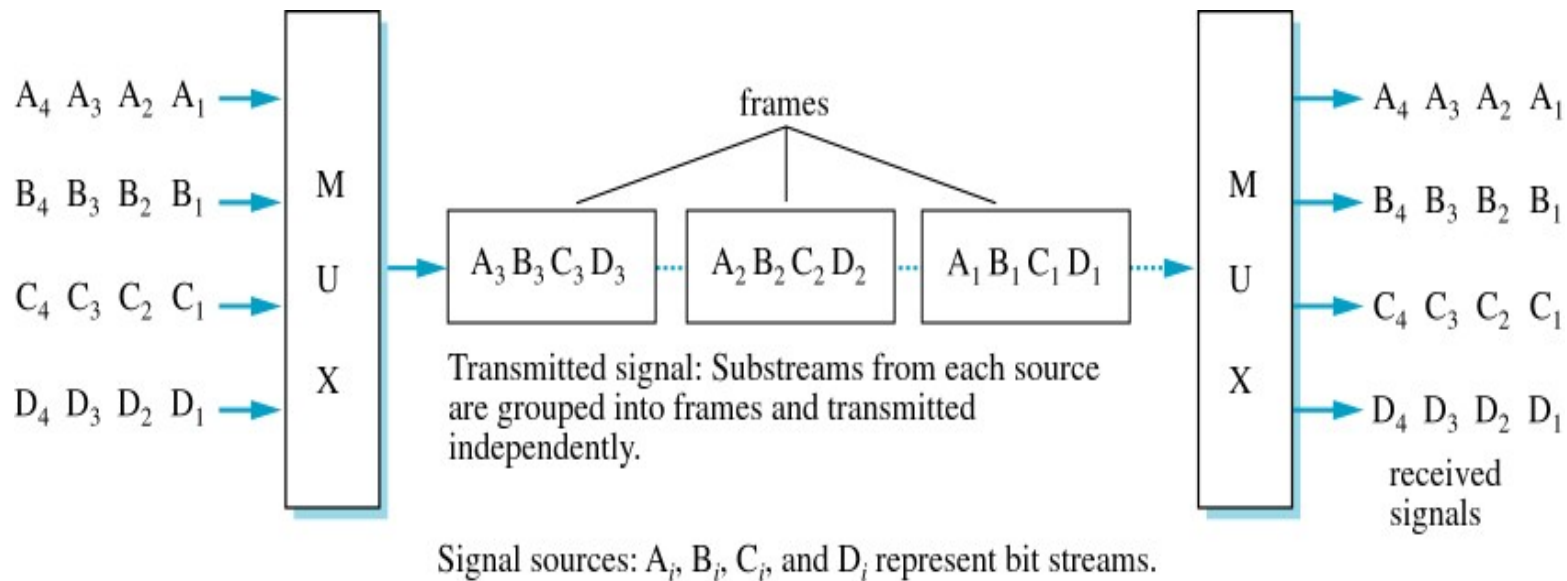 frames
A₄ A₃ A₂ A₁
B₄ B₃ B₂ B₁
C₄ C₃ C₂ C₁
D₄ D₃ D₂ D₁
M
U
X
A₃ B₃ C₃ D₃
A₂ B₂ C₂ D₂
A₁ B₁ C₁ D₁
Transmitted signal: Substreams from each source
are grouped into frames and transmitted
independently.
M
U
X
A₄ A₃ A₂ A₁
B₄ B₃ B₂ B₁
C₄ C₃ C₂ C₁
D₄ D₃ D₂ D₁
received
signals
Signal sources: Aᵢ, Bᵢ, Cᵢ, and Dᵢ represent bit streams.